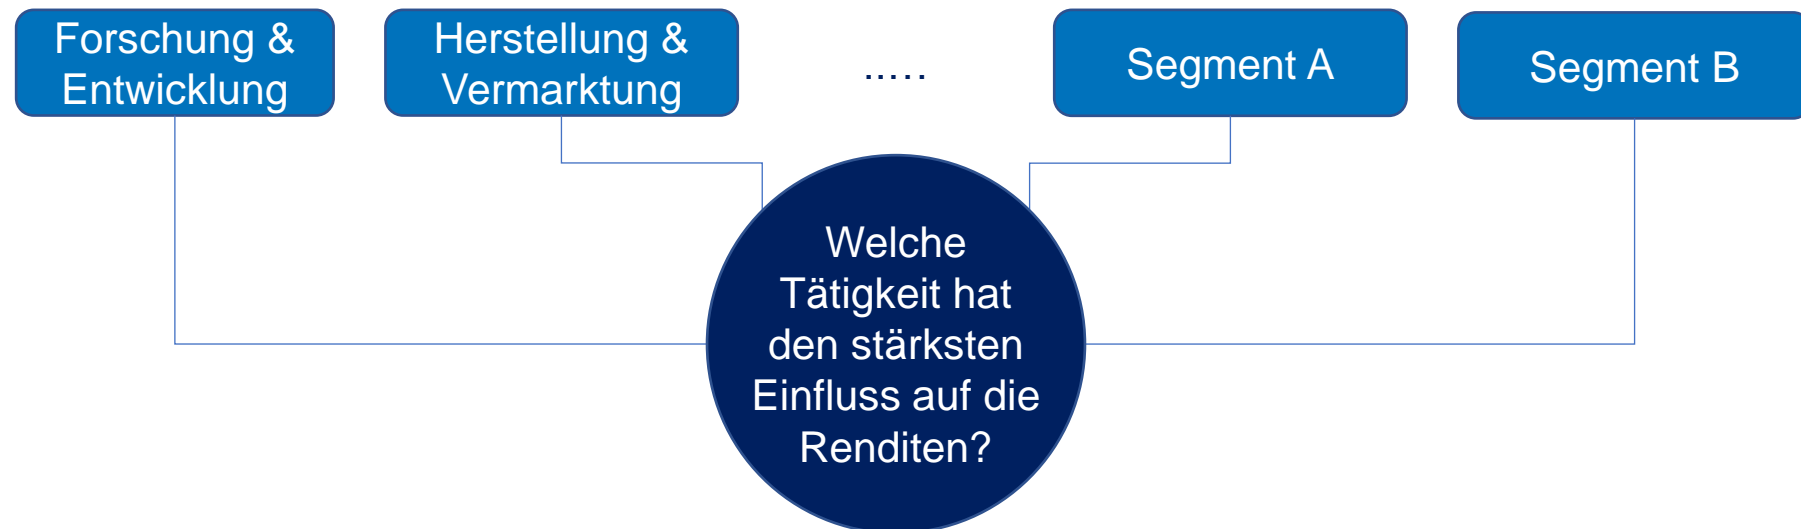 Forschung &
Entwicklung
Herstellung &
Vermarktung
.....
Segment A
Segment B
Welche
Tätigkeit hat
den stärksten
Einfluss auf die
Renditen?